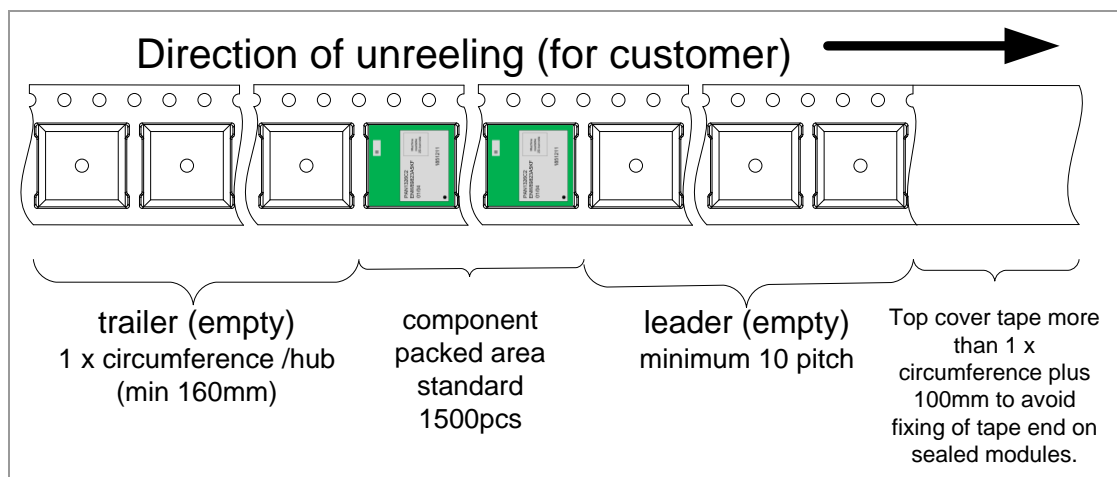 Direction of unreeling (for customer)
trailer (empty)
1 x circumference /hub
(min 160mm)
component
packed area
standard
1500pcs
leader (empty)
minimum 10 pitch
Top cover tape more
than 1 x
circumference plus
100mm to avoid
fixing of tape end on
sealed modules.